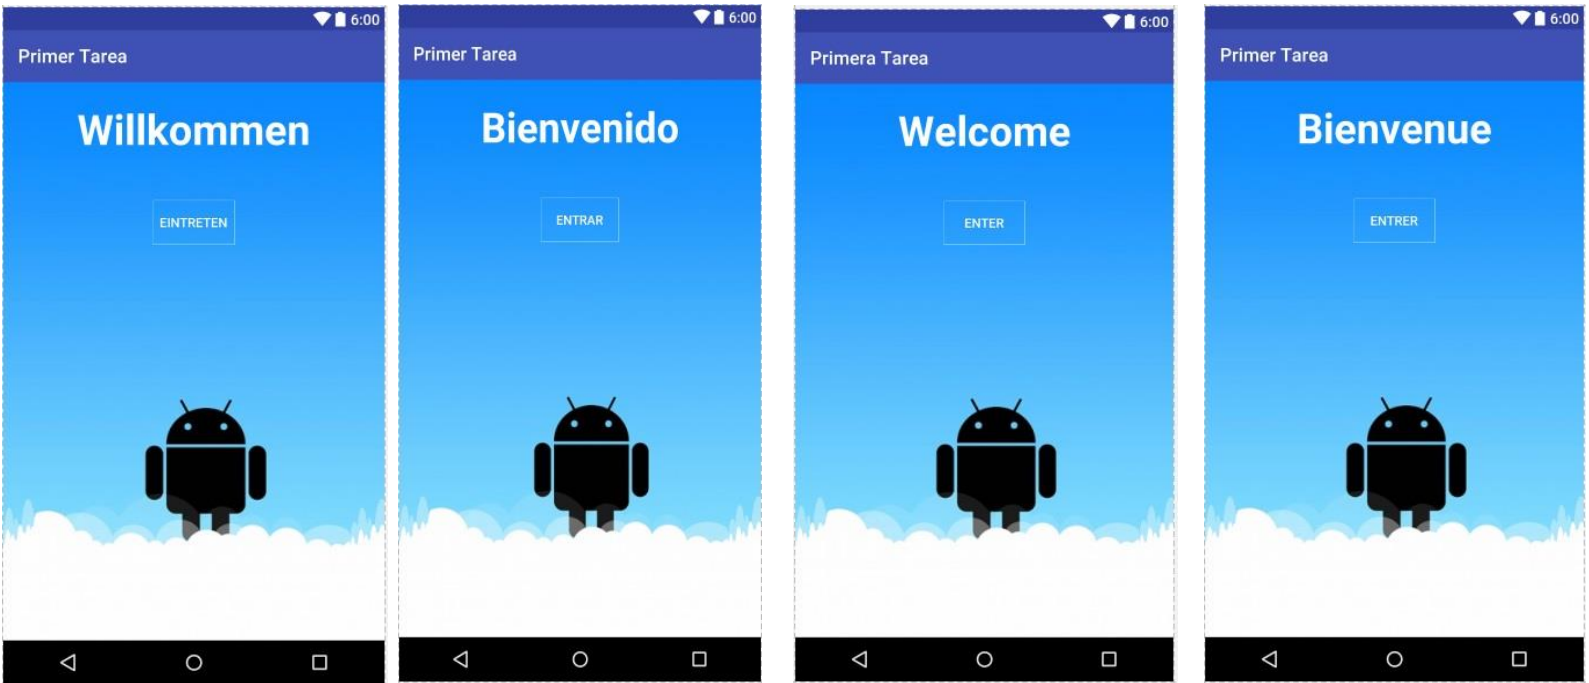 6:00
Primer Tarea
Willkommen
EINTRETEN
6:00
Primer Tarea
Bienvenido
ENTRAR
6:00
Primera Tarea
Welcome
ENTER
6:00
Primer Tarea
Bienvenue
ENTRER